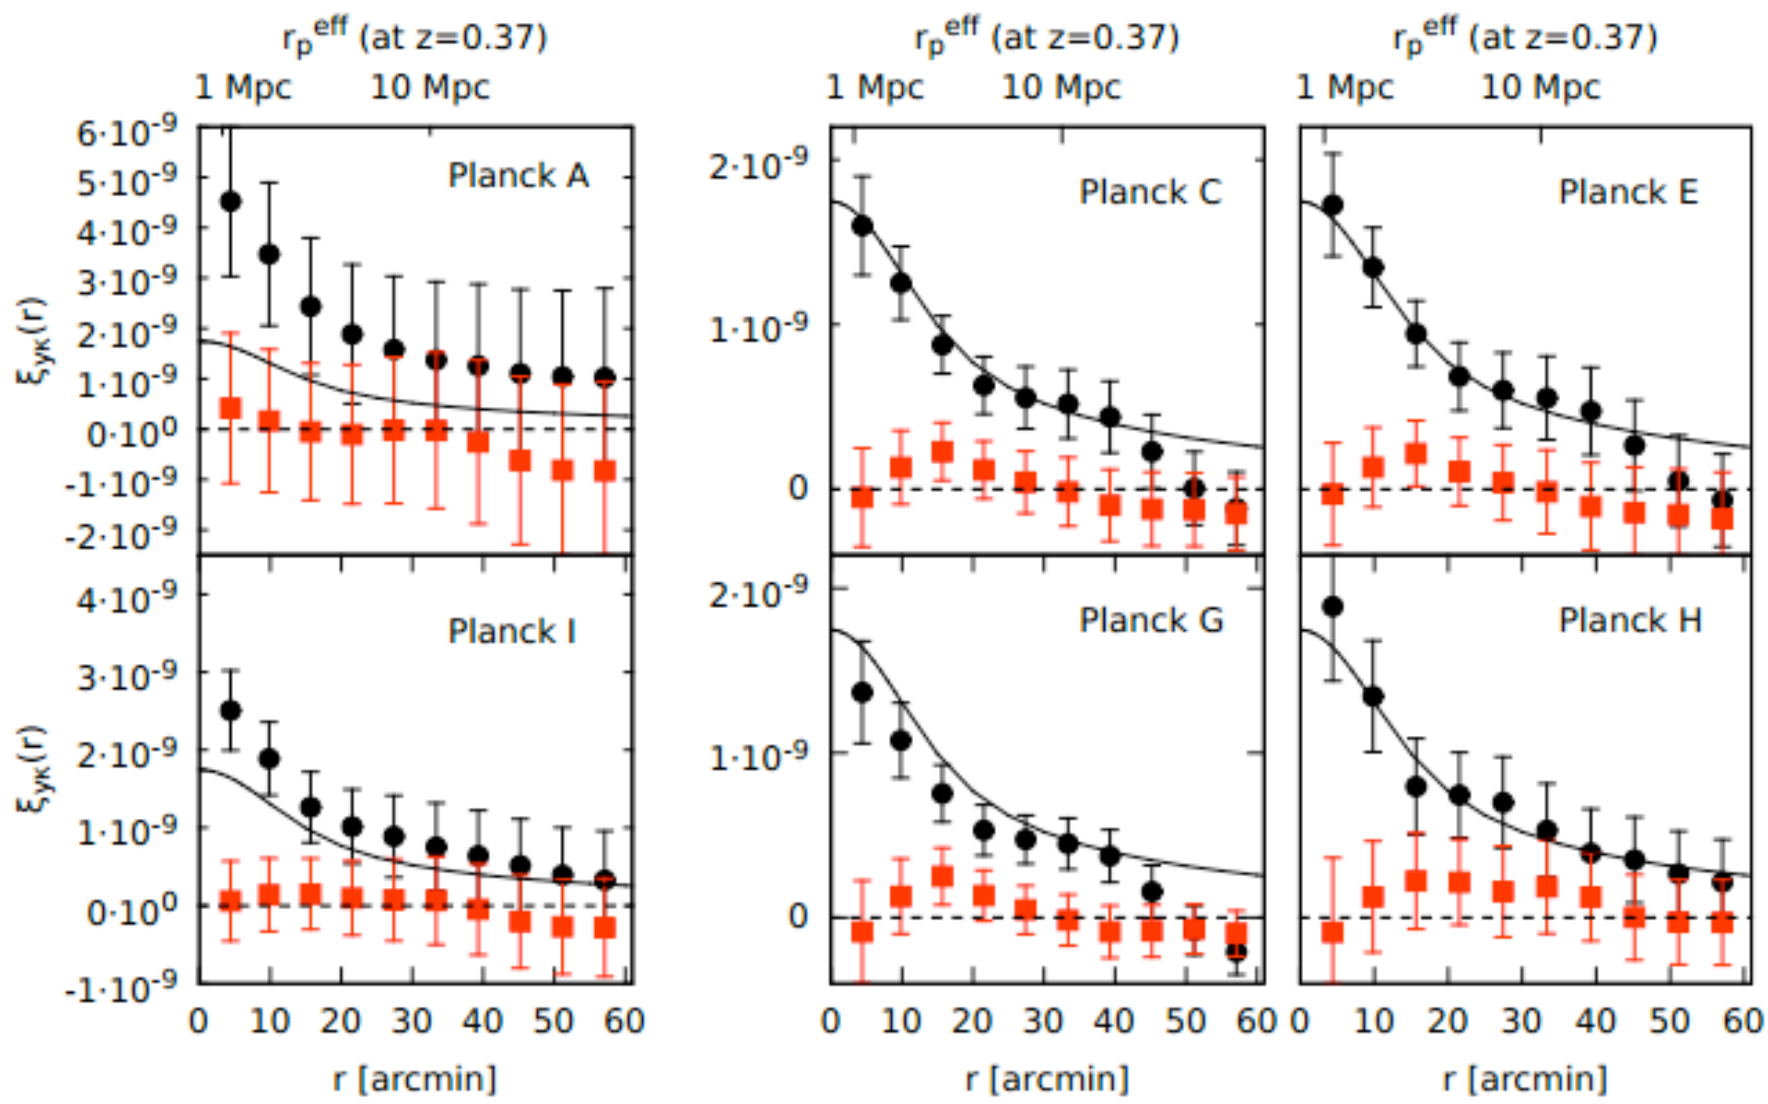 r_p^eff (at z=0.37) r_p^eff (at z=0.37) r_p^eff (at z=0.37)
1 Mpc 10 Mpc 1 Mpc 10 Mpc 1 Mpc 10 Mpc
6·10^-9
5·10^-9
4·10^-9
3·10^-9
2·10^-9
1·10^-9
0·10^0
-1·10^-9
-2·10^-9
ξ_yκ(r)
Planck A
2·10^-9
1·10^-9
0
Planck C
Planck E
4·10^-9
3·10^-9
2·10^-9
1·10^-9
0·10^0
-1·10^-9
ξ_yκ(r)
Planck I
2·10^-9
1·10^-9
0
Planck G
Planck H
0 10 20 30 40 50 60 0 10 20 30 40 50 60 0 10 20 30 40 50 60
r [arcmin] r [arcmin] r [arcmin]